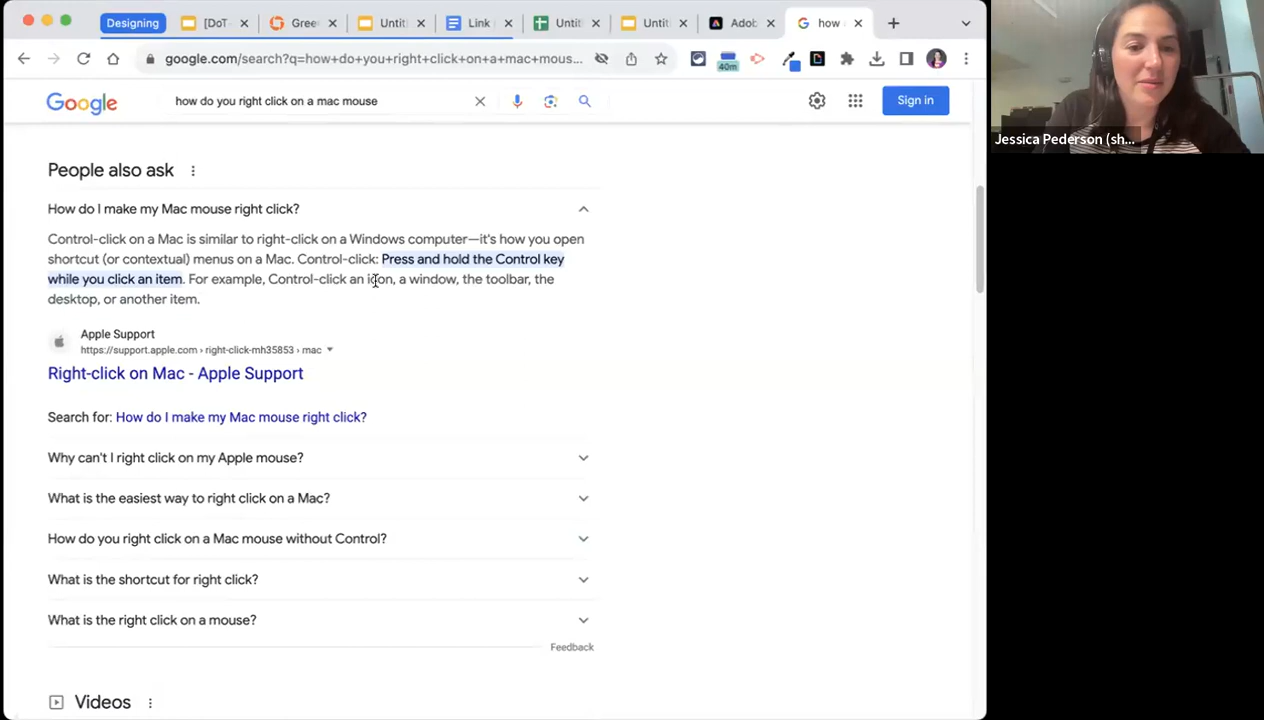 Designing
[DoT
Gree
Untit
Link
Untit
Untit
Adob
how
google.com/search?q=how+do+you+right+click+on+a+mac+mous...
40m
Google
how do you right click on a mac mouse
Sign in
People also ask
How do I make my Mac mouse right click?
Control-click on a Mac is similar to right-click on a Windows computer—it's how you open
shortcut (or contextual) menus on a Mac. Control-click: Press and hold the Control key
while you click an item. For example, Control-click an icon, a window, the toolbar, the
desktop, or another item.
Apple Support
https://support.apple.com › right-click-mh35853 › mac
Right-click on Mac - Apple Support
Search for: How do I make my Mac mouse right click?
Why can't I right click on my Apple mouse?
What is the easiest way to right click on a Mac?
How do you right click on a Mac mouse without Control?
What is the shortcut for right click?
What is the right click on a mouse?
Feedback
Videos
Jessica Pederson (sh...